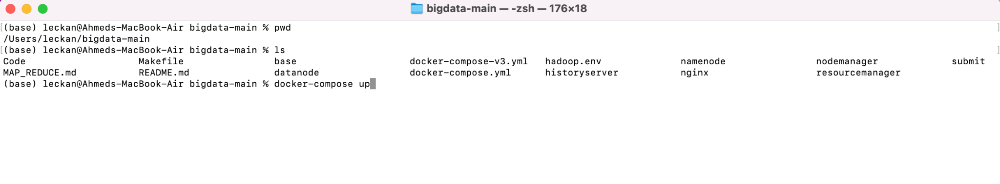 bigdata-main — -zsh — 176×18
[(base) leckan@Ahmeds-MacBook-Air bigdata-main % pwd ]
/Users/leckan/bigdata-main
[(base) leckan@Ahmeds-MacBook-Air bigdata-main % ls ]
Code Makefile base docker-compose-v3.yml hadoop.env namenode nodemanager submit
MAP_REDUCE.md README.md datanode docker-compose.yml historyserver nginx resourcemanager
(base) leckan@Ahmeds-MacBook-Air bigdata-main % docker-compose up